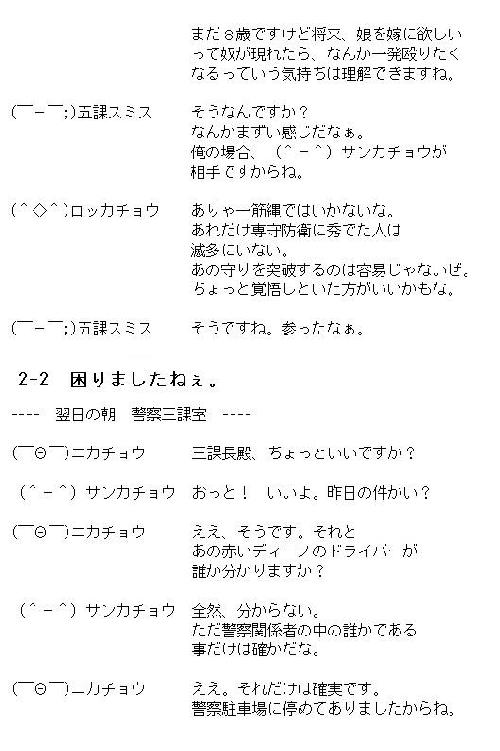 まだ８歳ですけど将又、娘を嫁に欲しい
って奴が現れたら、なんか一発殴りたく
なるっていう気持ちは理解できますね。
(￣－￣;)五課スミス　そうなんですか？
なんかまずい感じだなぁ。
俺の場合、（＾－＾）サンカチョウが
相手ですからね。
(＾◇＾)ロッカチョウ　ありゃ一筋縄ではいかないな。
あれだけ専守防衛に秀でた人は
滅多にいない。
あの守りを突破するのは容易じゃないぜ。
ちょっと覚悟しといた方がいいかもな。
(￣－￣;)五課スミス　そうですね。参ったなぁ。
2-2　困りましたねぇ。
----　翌日の朝　警察三課室　----
(￣Θ￣)ニカチョウ　三課長殿、ちょっといいですか？
（＾－＾）サンカチョウ　おっと！　いいよ。昨日の件かい？
(￣Θ￣)ニカチョウ　ええ、そうです。それと
あの赤いディーノのドライバーが
誰か分かりますか？
（＾－＾）サンカチョウ　全然、分からない。
ただ警察関係者の中の誰かである
事だけは確かだな。
(￣Θ￣)ニカチョウ　ええ。それだけは確実です。
警察駐車場に停めてありましたからね。